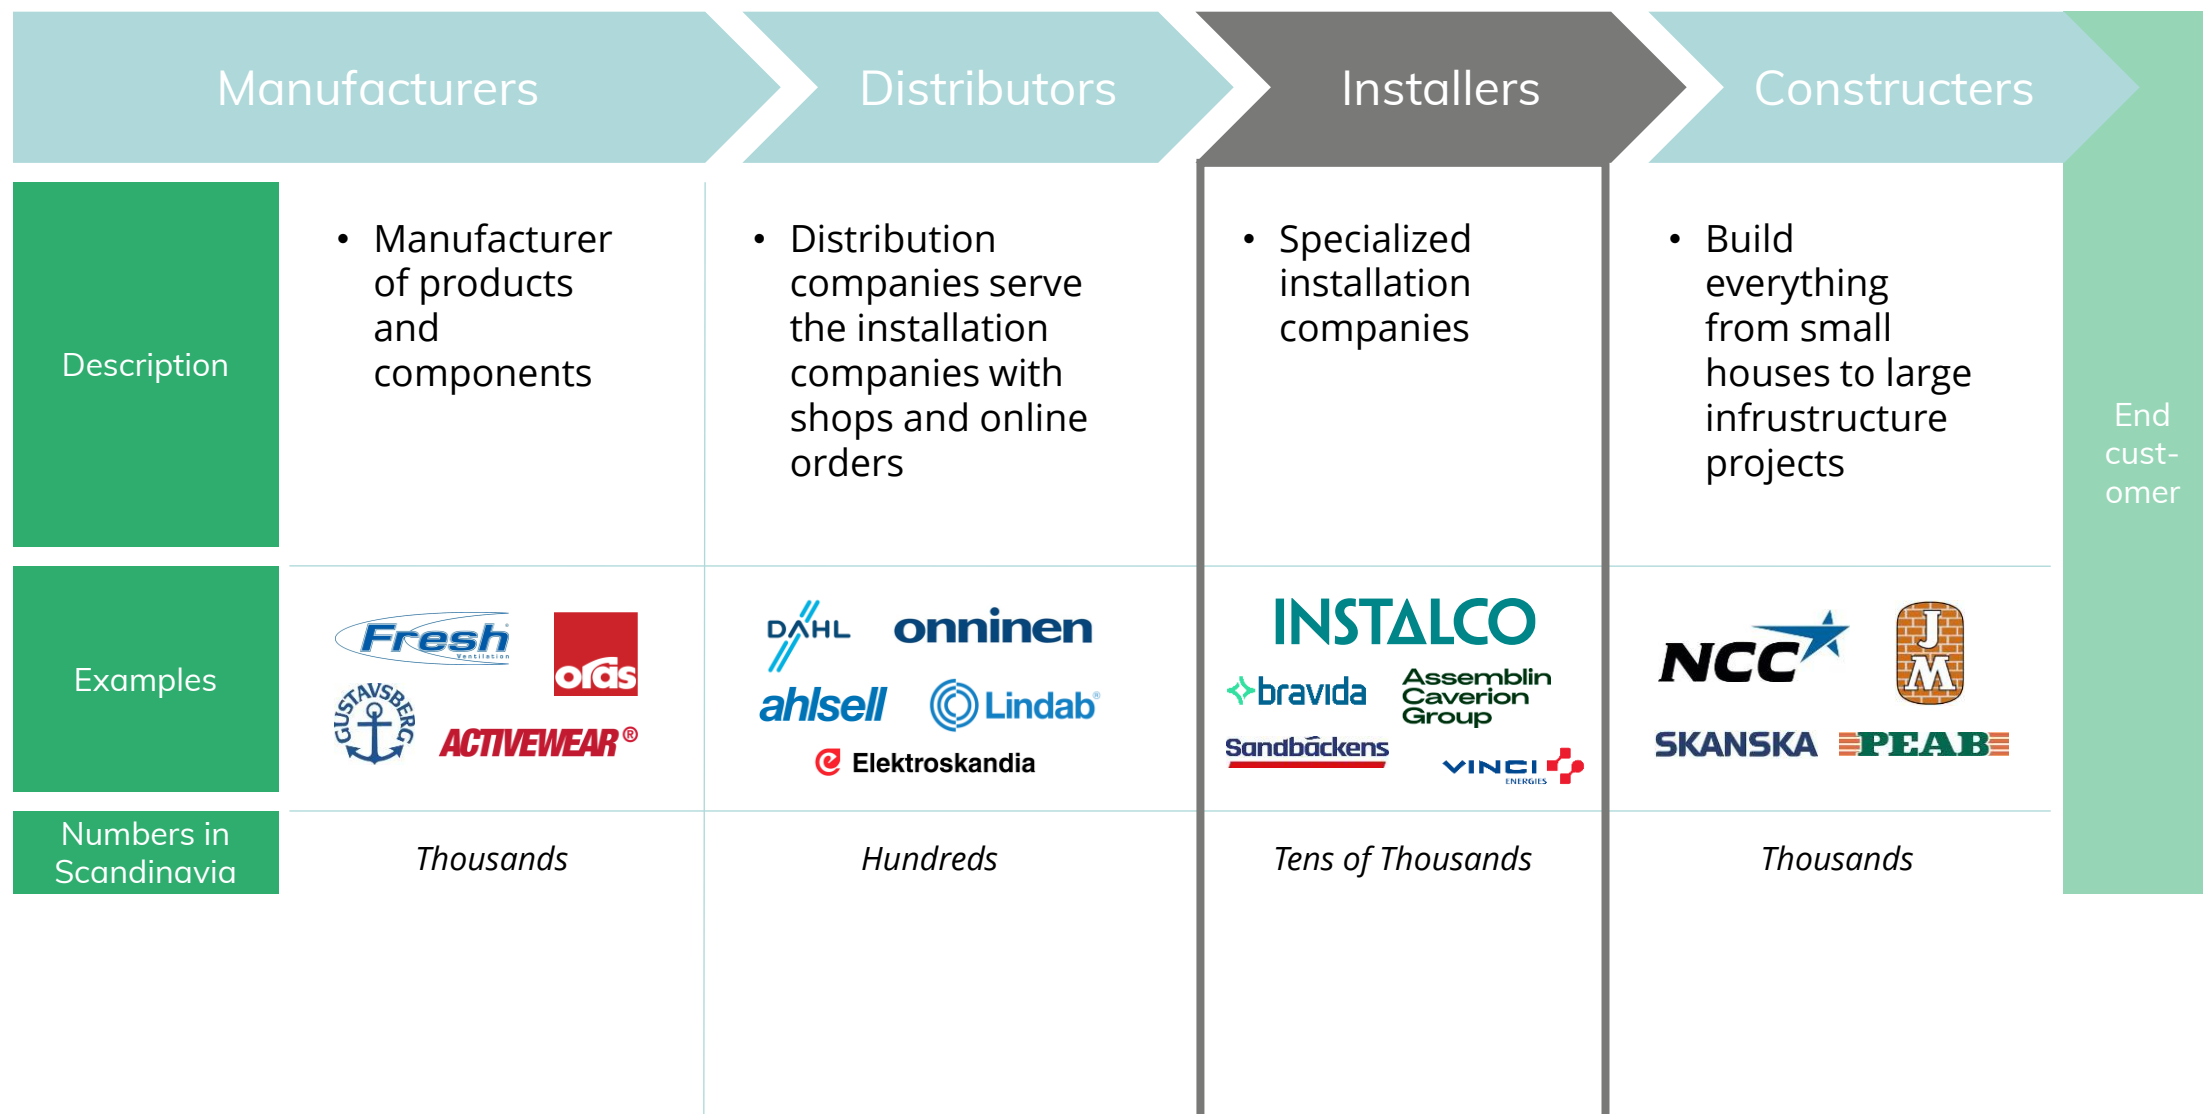 Manufacturers
Distributors
Installers
Constructers
Description
• Manufacturer
of products
and
components
• Distribution
companies serve
the installation
companies with
shops and online
orders
• Specialized
installation
companies
• Build
everything
from small
houses to large
infrustructure
projects
End
cust-
omer
Examples
Fresh
Ventilation
oras
GUSTAVSBERG
ACTIVEWEAR®
DAHL
onninen
ahlsell
Lindab®
Elektroskandia
INSTALCO
bravida
Assemblin
Caverion
Group
Sandbäckens
VINCI
ENERGIES
NCC
JM
SKANSKA
PEAB
Numbers in
Scandinavia
Thousands
Hundreds
Tens of Thousands
Thousands